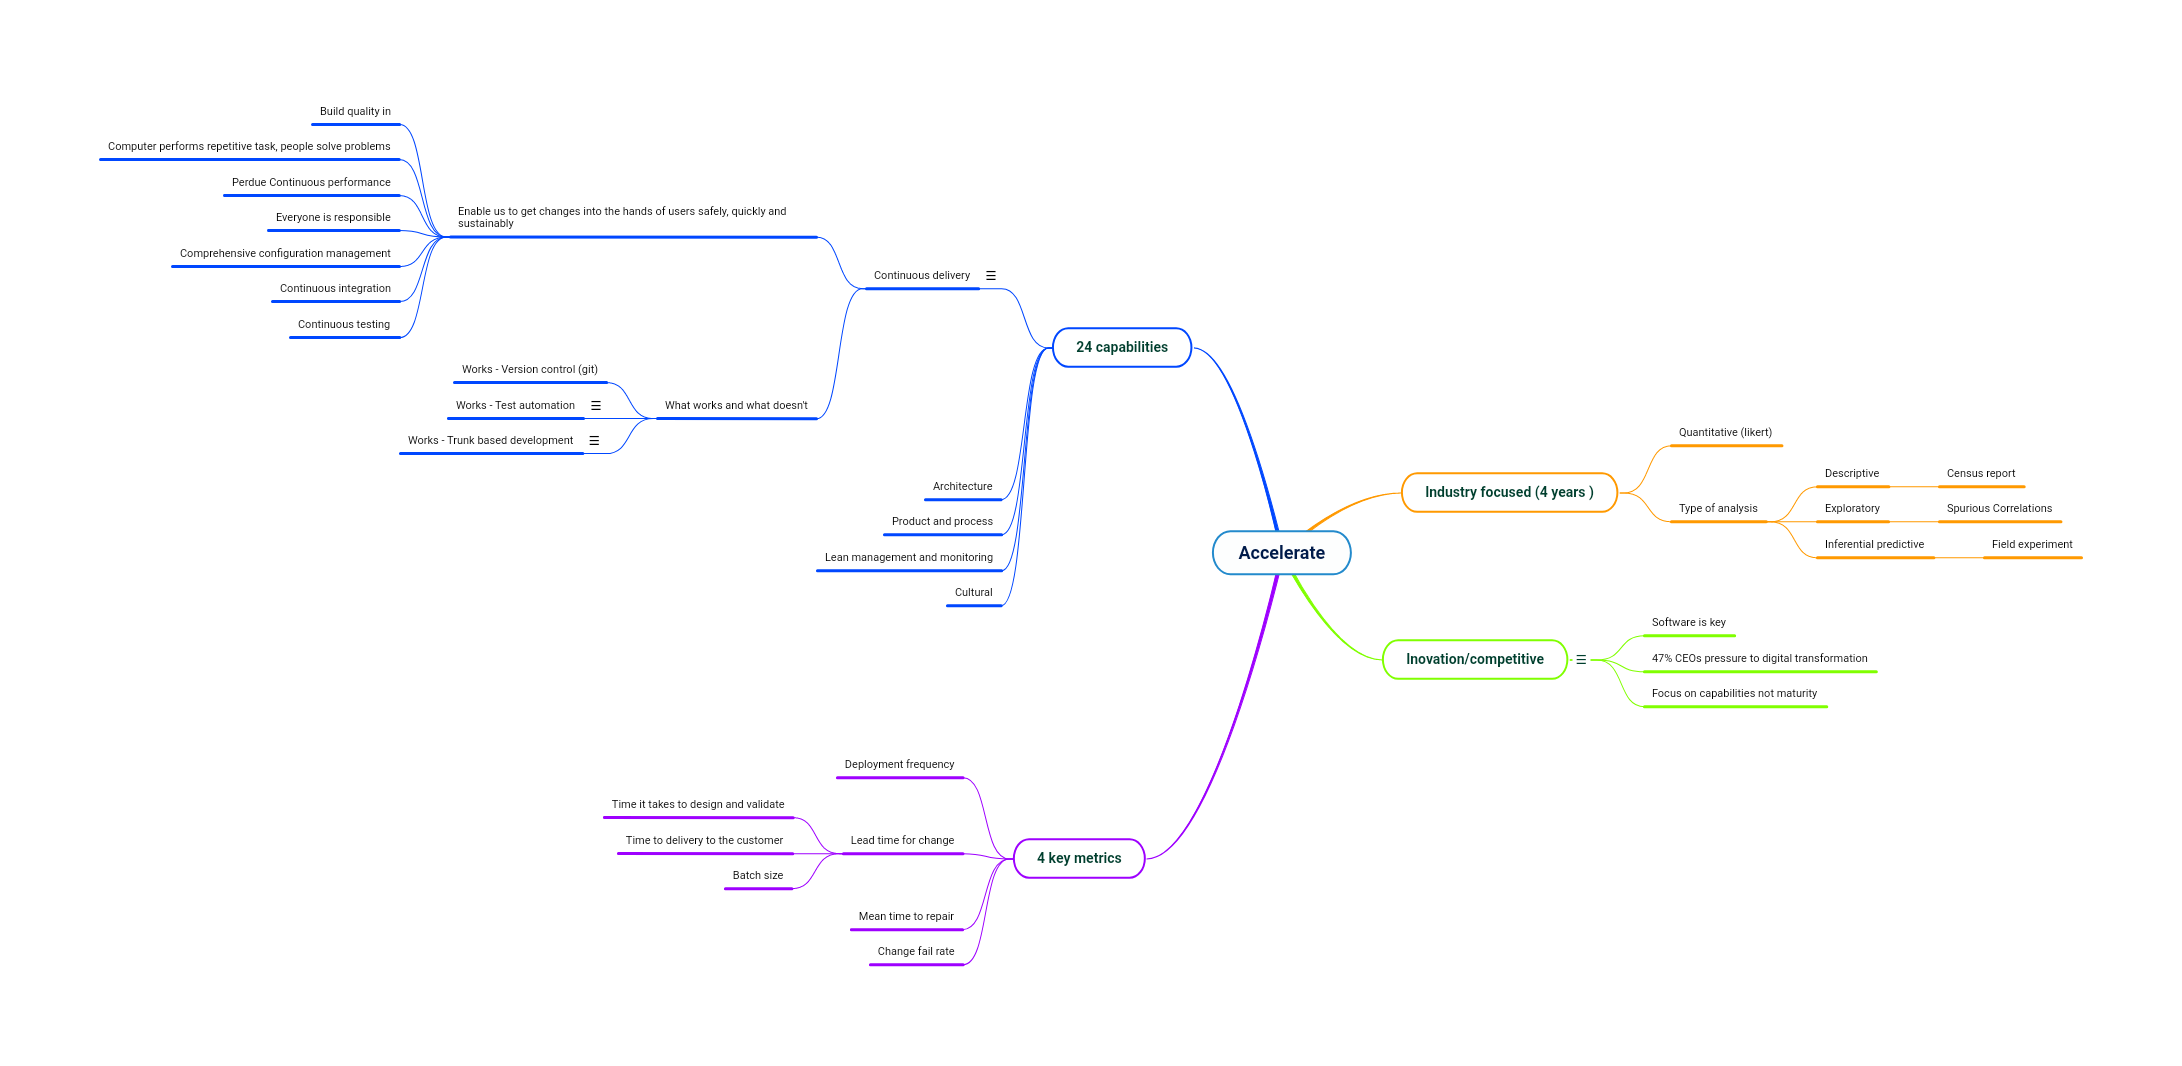 Accelerate
24 capabilities
Continuous delivery
Enable us to get changes into the hands of users safely, quickly and
sustainably
Build quality in
Computer performs repetitive task, people solve problems
Perdue Continuous performance
Everyone is responsible
Comprehensive configuration management
Continuous integration
Continuous testing
What works and what doesn't
Works - Version control (git)
Works - Test automation
Works - Trunk based development
Architecture
Product and process
Lean management and monitoring
Cultural
Industry focused (4 years )
Quantitative (likert)
Type of analysis
Descriptive
Census report
Exploratory
Spurious Correlations
Inferential predictive
Field experiment
Inovation/competitive
Software is key
47% CEOs pressure to digital transformation
Focus on capabilities not maturity
4 key metrics
Deployment frequency
Lead time for change
Time it takes to design and validate
Time to delivery to the customer
Batch size
Mean time to repair
Change fail rate